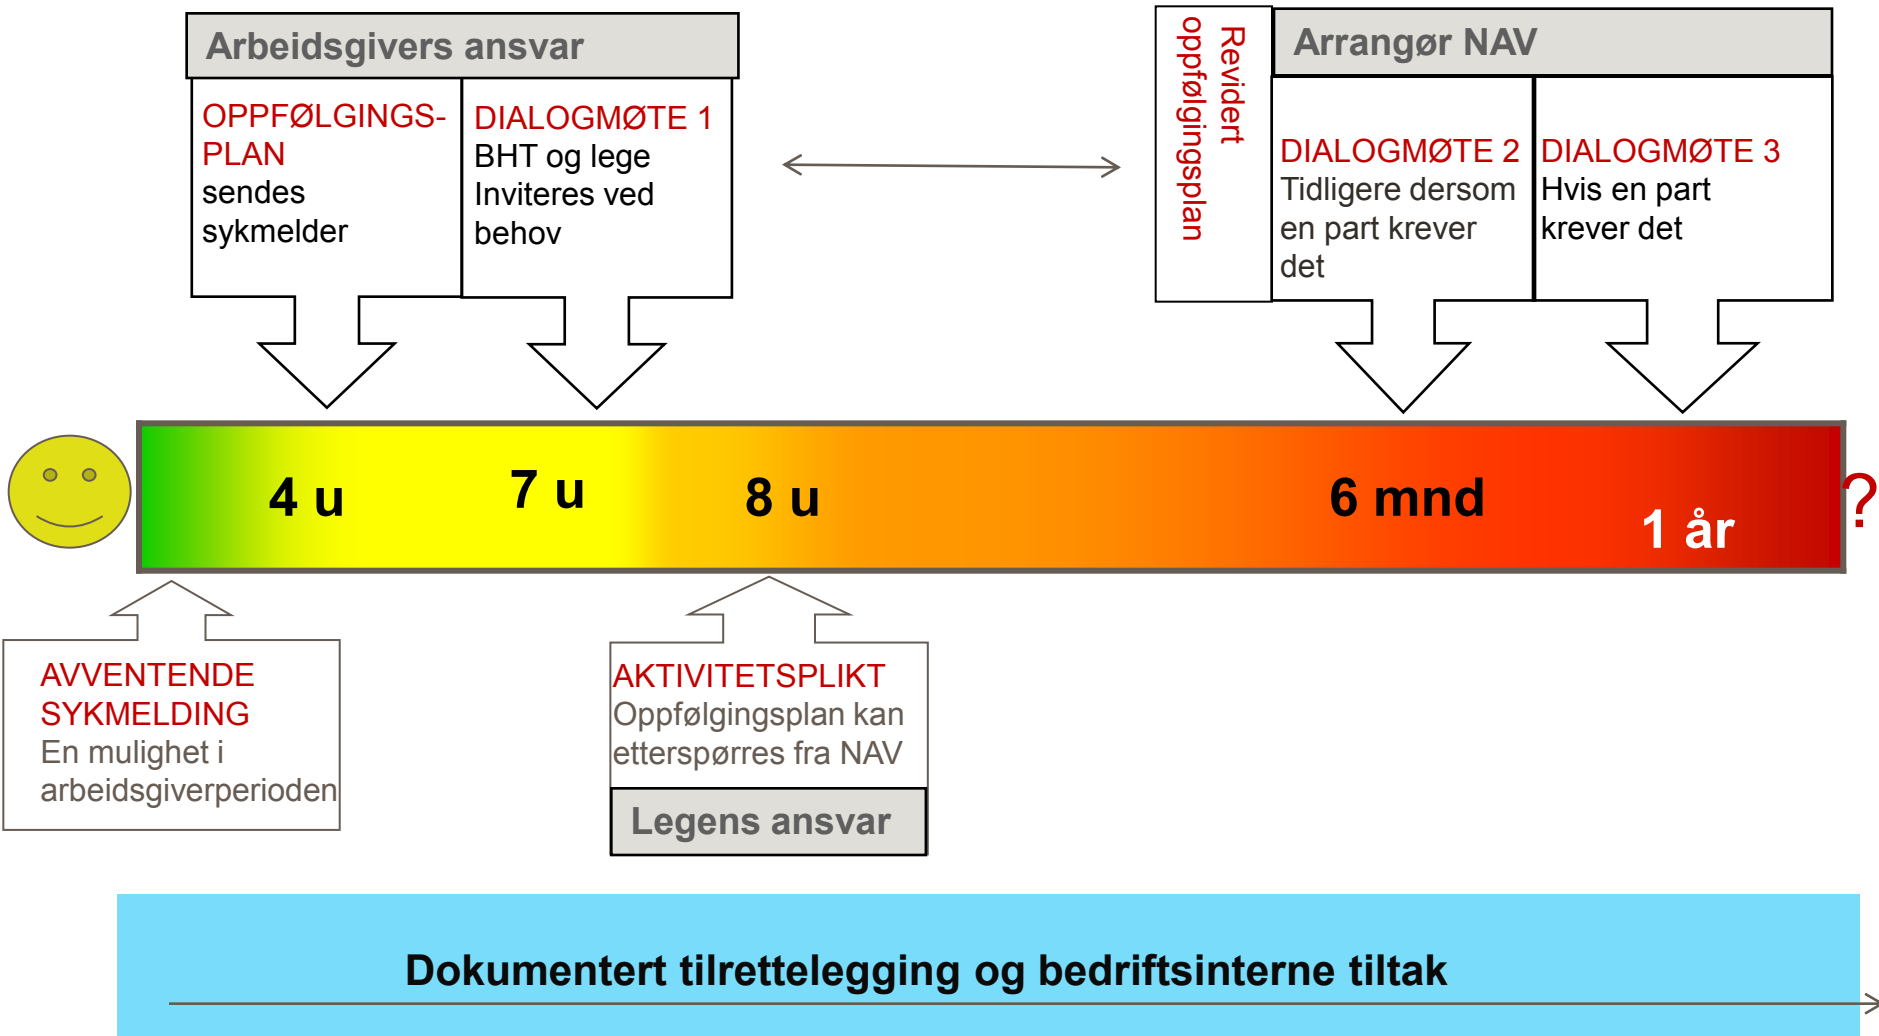 Arbeidsgivers ansvar
OPPFØLGINGS-
PLAN
sendes
sykmelder
DIALOGMØTE 1
BHT og lege
Inviteres ved
behov
Revidert
oppfølgingsplan
Arrangør NAV
DIALOGMØTE 2
Tidligere dersom
en part krever
det
DIALOGMØTE 3
Hvis en part
krever det
4 u
7 u
8 u
6 mnd
1 år
?
AVVENTENDE
SYKMELDING
En mulighet i
arbeidsgiverperioden
AKTIVITETSPLIKT
Oppfølgingsplan kan
etterspørres fra NAV
Legens ansvar
Dokumentert tilrettelegging og bedriftsinterne tiltak